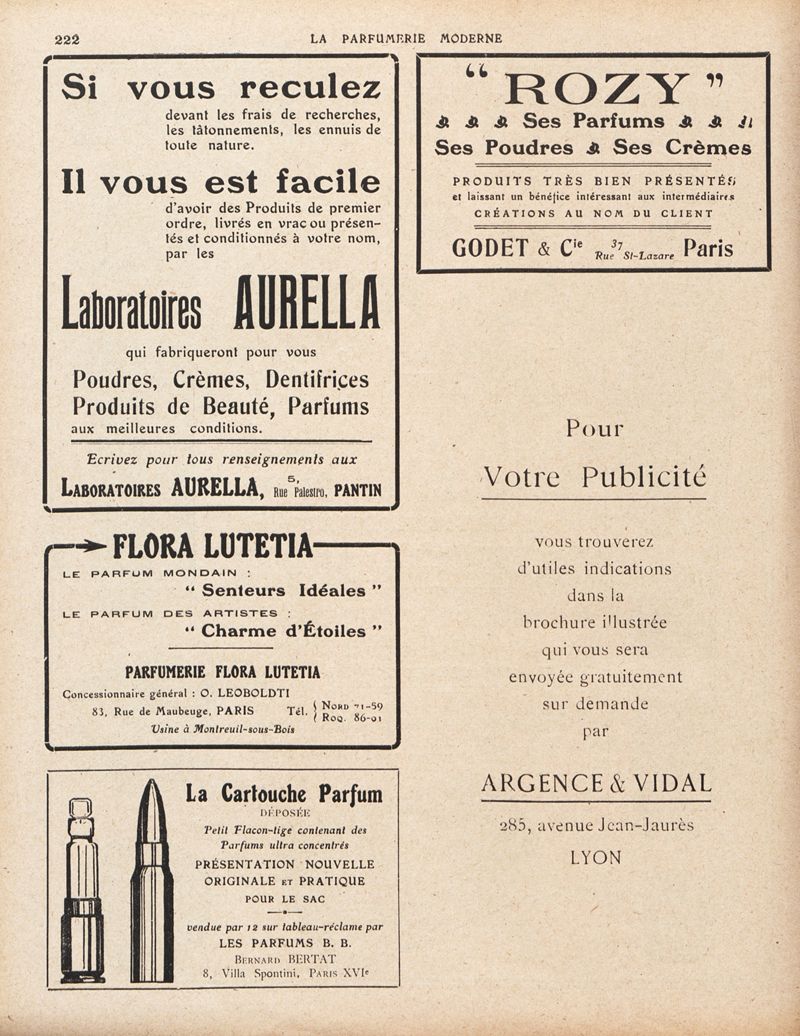 222
LA PARFUMERIE MODERNE
Si vous reculez
devant les frais de recherches,
les tâtonnements, les ennuis de
toute nature.
Il vous est facile
d'avoir des Produits de premier
ordre, livrés en vrac ou présen-
tés et conditionnés à votre nom,
par les
Laboratoires AURELLA
qui fabriqueront pour vous
Poudres, Crèmes, Dentifrices
Produits de Beauté, Parfums
aux meilleures conditions.
Ecrivez pour tous renseignements aux
LABORATOIRES AURELLA, 5, Rue Palestro, PANTIN
FLORA LUTETIA
LE PARFUM MONDAIN :
“ Senteurs Idéales ”
LE PARFUM DES ARTISTES :
“ Charme d'Étoiles ”
PARFUMERIE FLORA LUTETIA
Concessionnaire général : O. LEOBOLDTI
83, Rue de Maubeuge, PARIS Tél. { NORD 71-59
ROQ. 86-01
Usine à Montreuil-sous-Bois
La Cartouche Parfum
DÉPOSÉE
Petit Flacon-tige contenant des
Parfums ultra concentrés
PRÉSENTATION NOUVELLE
ORIGINALE ET PRATIQUE
POUR LE SAC
vendue par 12 sur tableau-réclame par
LES PARFUMS B. B.
BERNARD BERTAT
8, Villa Spontini, PARIS XVIe
“ ROZY ”
Ses Parfums
Ses Poudres Ses Crèmes
PRODUITS TRÈS BIEN PRÉSENTÉS
et laissant un bénéfice intéressant aux intermédiaires
CRÉATIONS AU NOM DU CLIENT
GODET & Cie 37 Rue St-Lazare Paris
Pour
Votre Publicité
vous trouverez
d'utiles indications
dans la
brochure illustrée
qui vous sera
envoyée gratuitement
sur demande
par
ARGENCE & VIDAL
285, avenue Jean-Jaurès
LYON